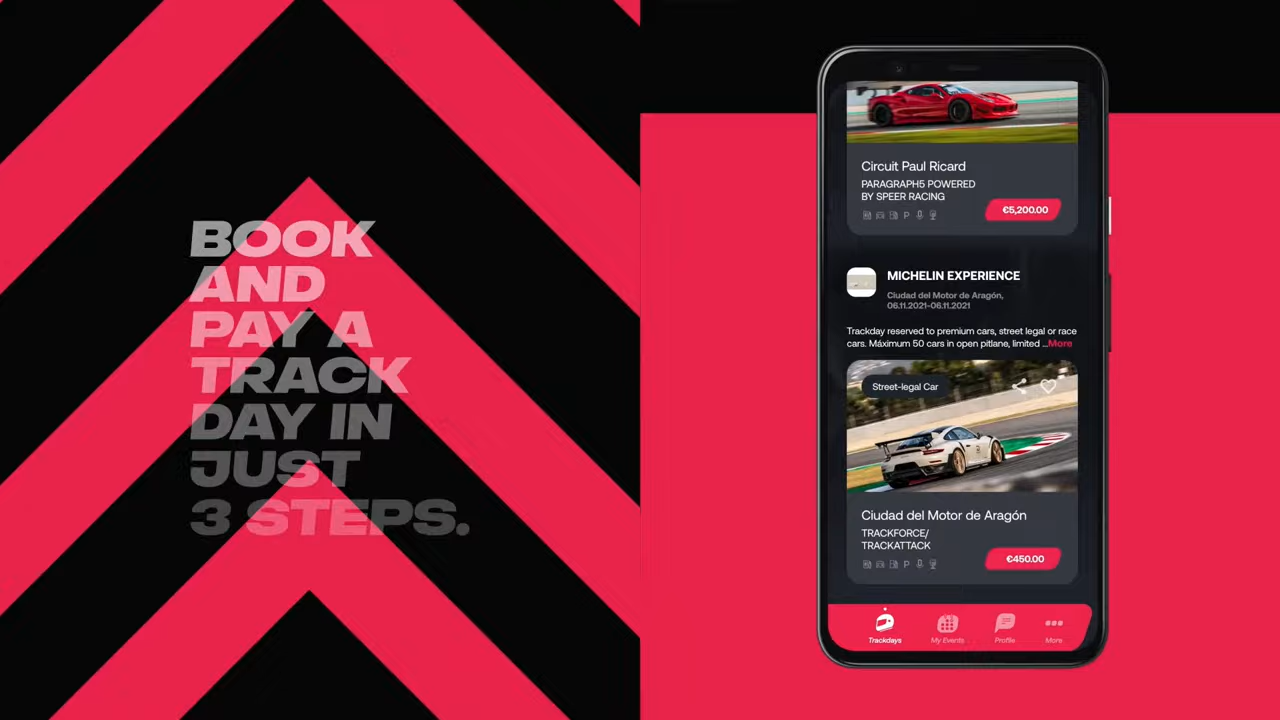 BOOK
AND
PAY A
TRACK
DAY IN
JUST
3 STEPS.
Circuit Paul Ricard
PARAGRAPH5 POWERED
BY SPEER RACING
€5,200.00
MICHELIN EXPERIENCE
Ciudad del Motor de Aragón,
06.11.2021-06.11.2021
Trackday reserved to premium cars, street legal or race
cars. Máximum 50 cars in open pitlane, limited ...More
Street-legal Car
Ciudad del Motor de Aragón
TRACKFORCE/
TRACKATTACK
€450.00
Trackdays
My Events
Profile
More